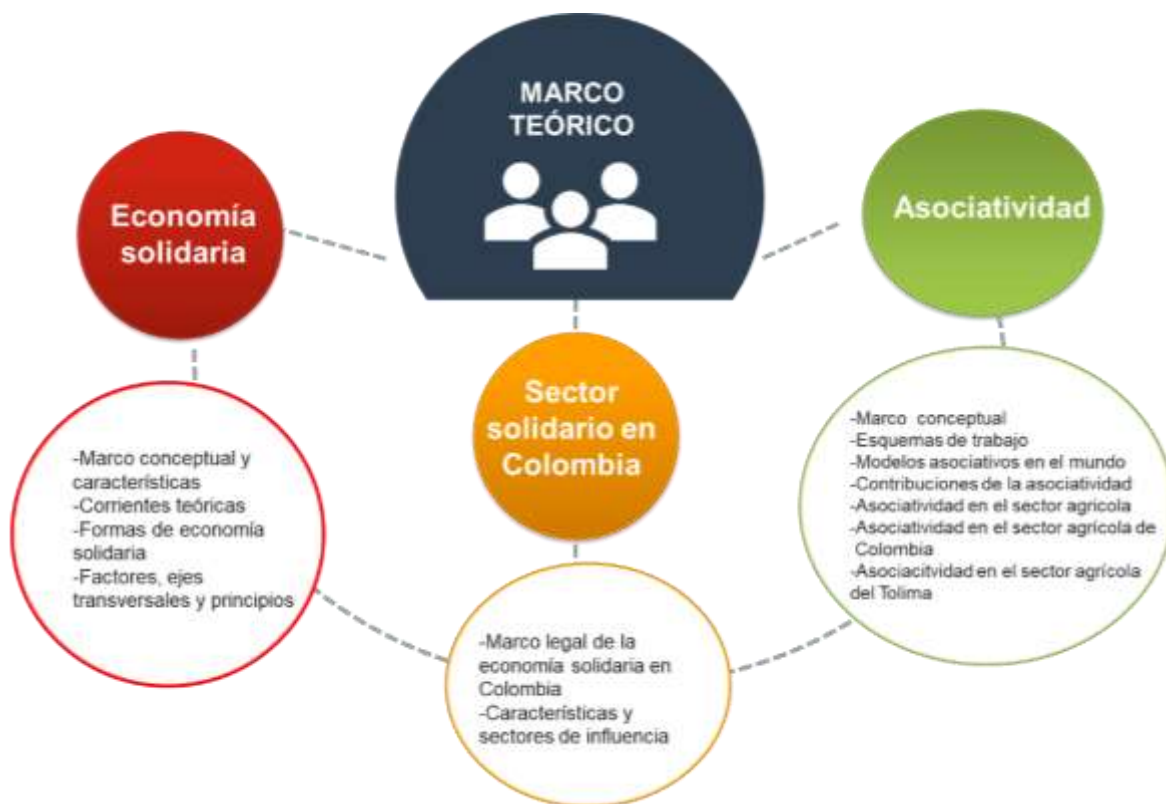 MARCO
TEÓRICO
Economía
solidaria
-Marco conceptual y
características
-Corrientes teóricas
-Formas de economía
solidaria
-Factores, ejes
transversales y principios
Sector
solidario en
Colombia
-Marco legal de la
economía solidaria en
Colombia
-Características y
sectores de influencia
Asociatividad
-Marco conceptual
-Esquemas de trabajo
-Modelos asociativos en el mundo
-Contribuciones de la asociatividad
-Asociatividad en el sector agrícola
-Asociatividad en el sector agrícola de
Colombia
-Asociacitvidad en el sector agrícola
del Tolima